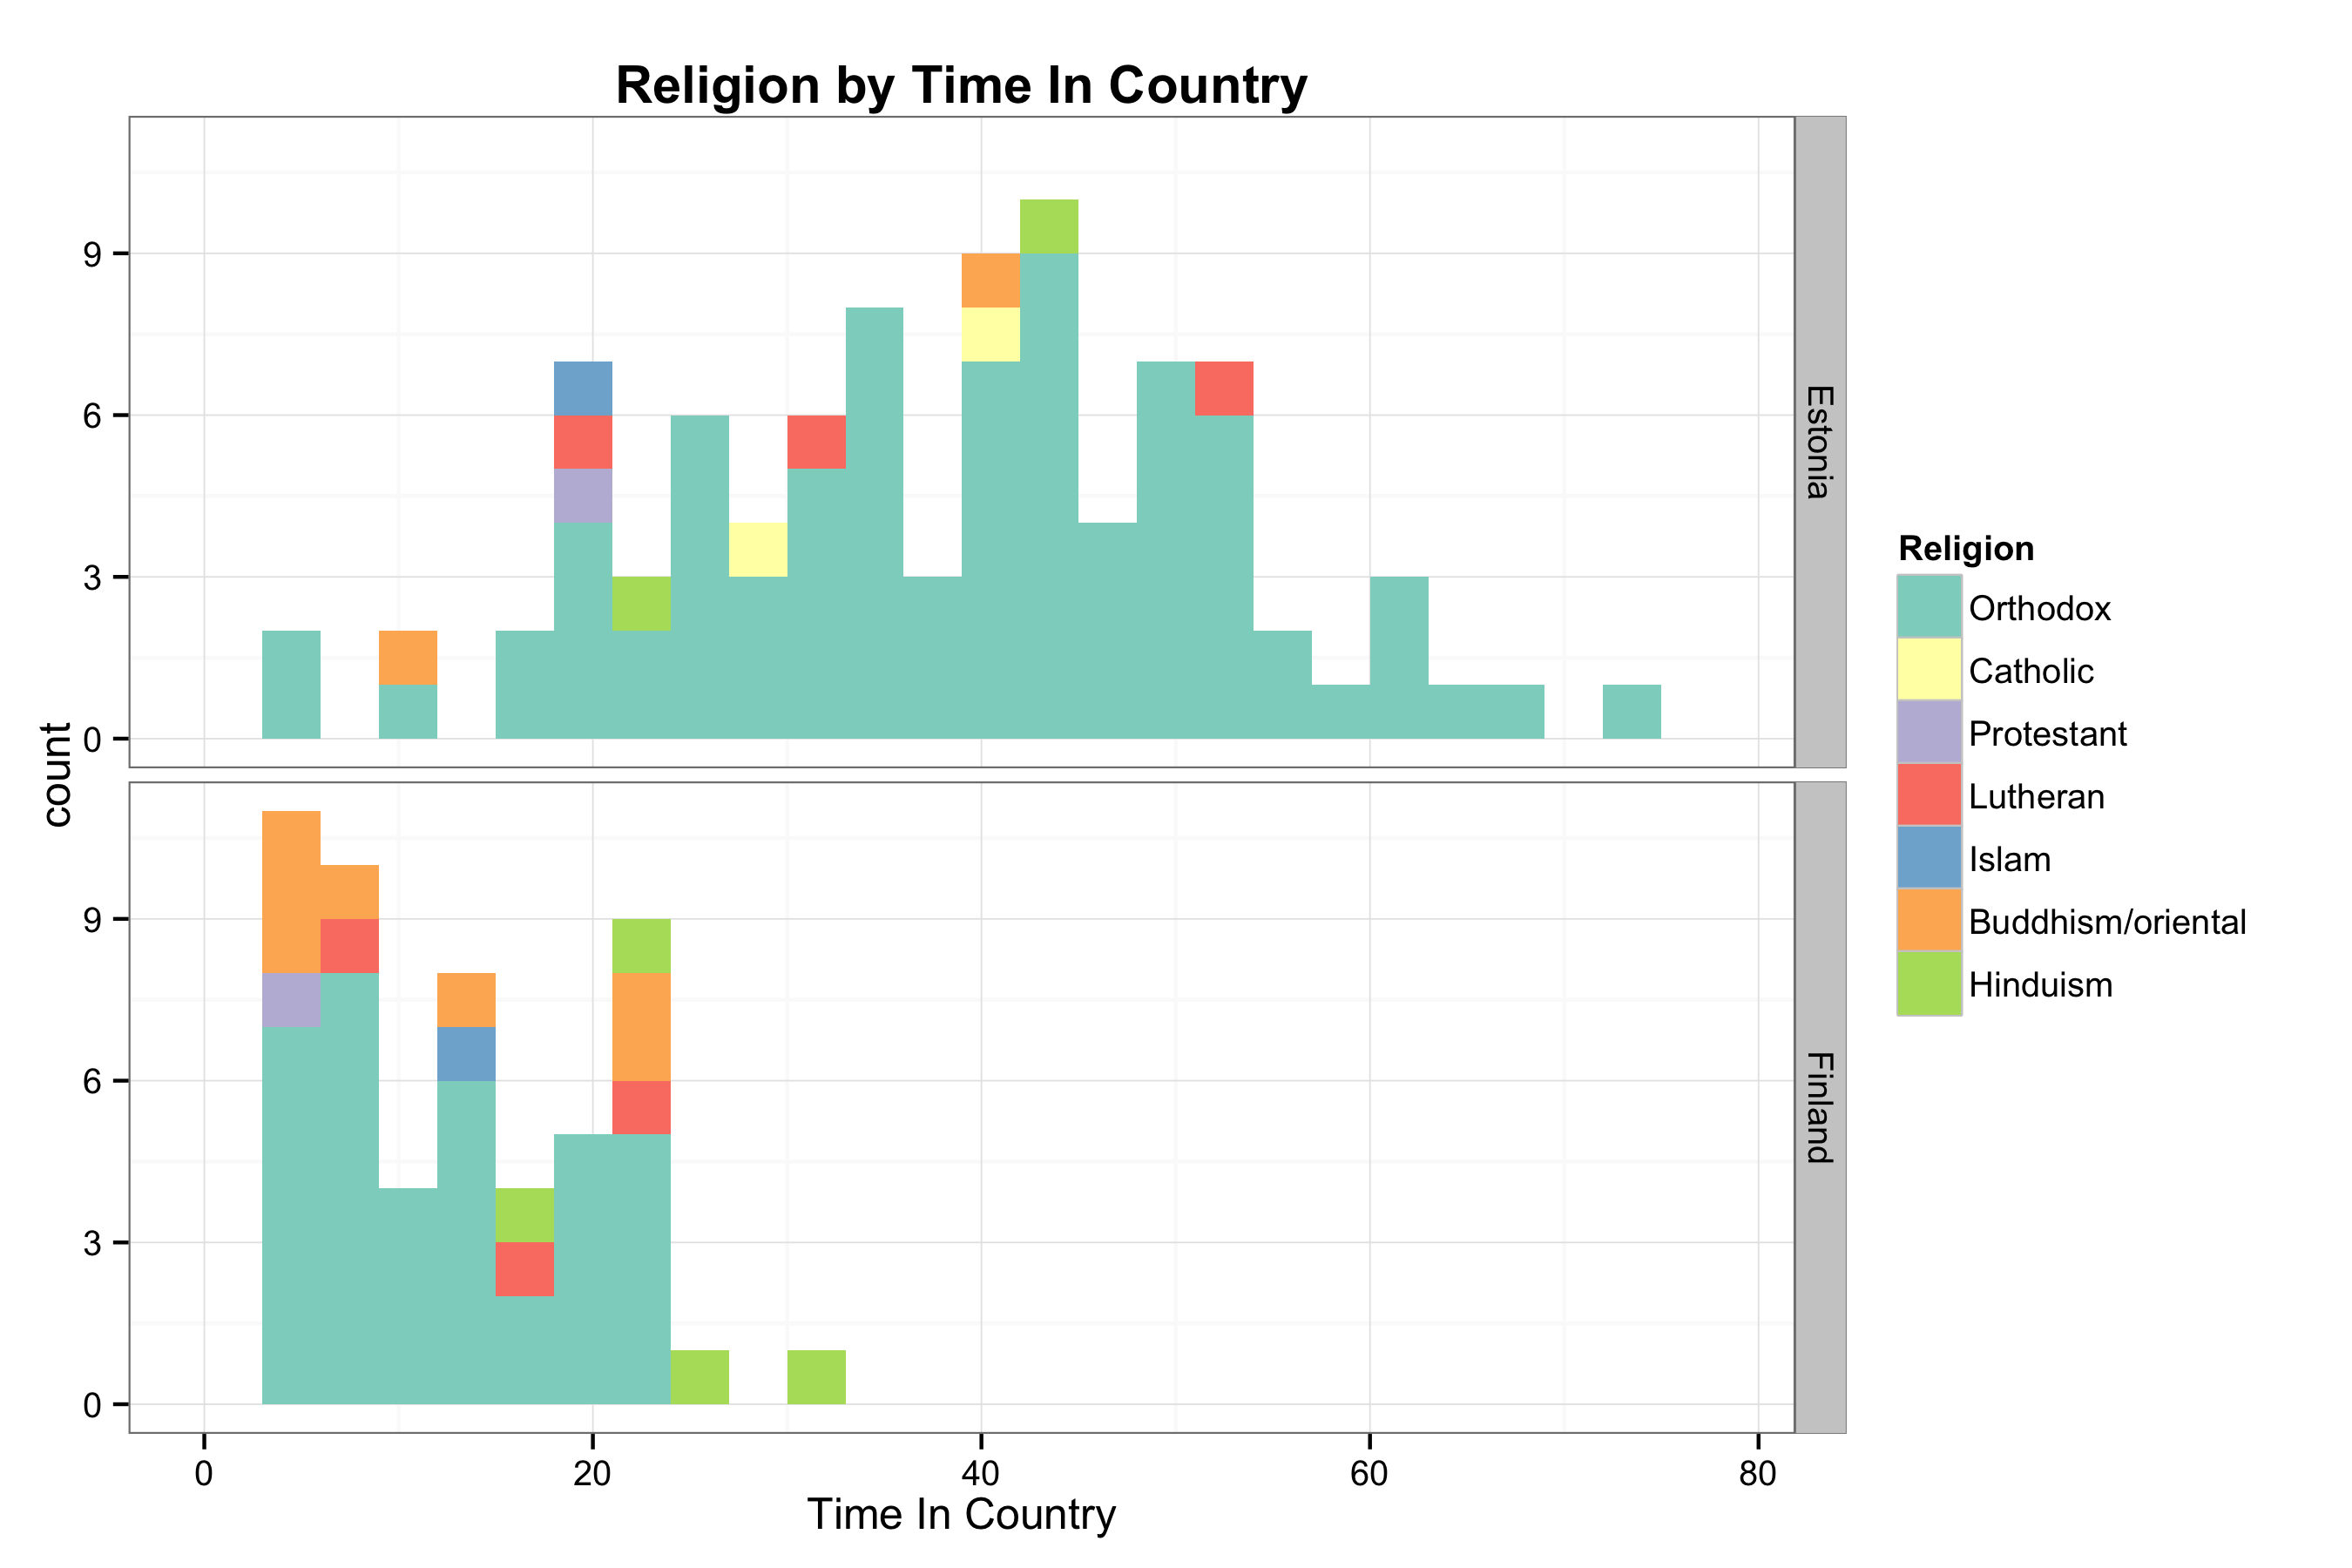 Religion by Time In Country
count
9
6
3
0
Estonia
9
6
3
0
Finland
0 20 40 60 80
Time In Country
Religion
Orthodox
Catholic
Protestant
Lutheran
Islam
Buddhism/oriental
Hinduism